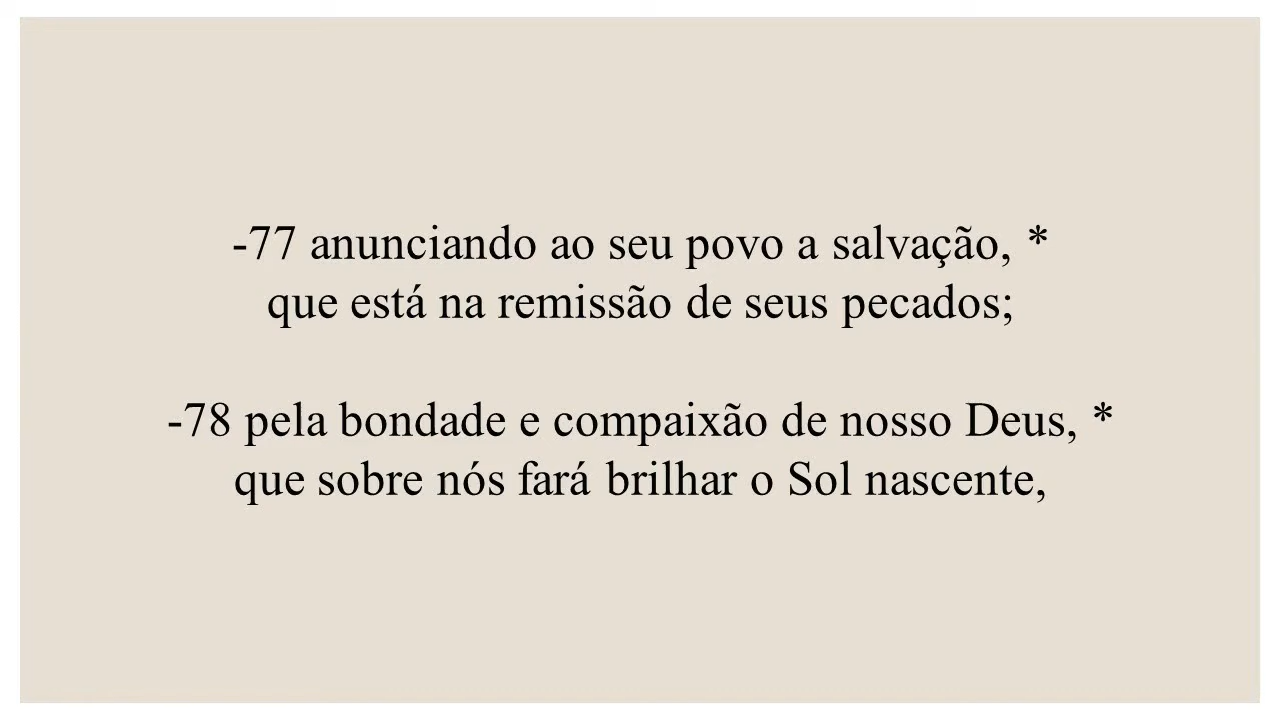 -77 anunciando ao seu povo a salvação, *
que está na remissão de seus pecados;
-78 pela bondade e compaixão de nosso Deus, *
que sobre nós fará brilhar o Sol nascente,